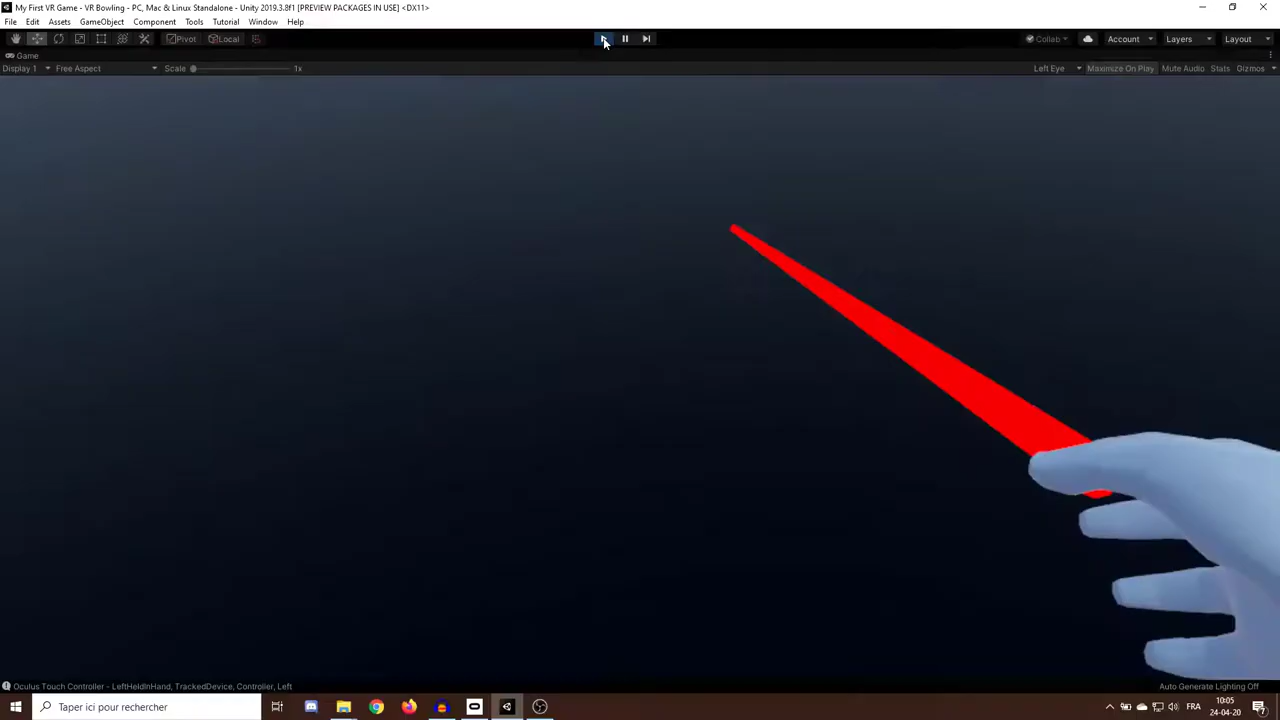 My First VR Game - VR Bowling - PC, Mac & Linux Standalone - Unity 2019.3.8f1 [PREVIEW PACKAGES IN USE] <DX11>
File Edit Assets GameObject Component Tools Tutorial Window Help
Pivot Local Collab Account Layers Layout
Game
Display 1 Free Aspect Scale 1x Left Eye Maximize On Play Mute Audio Stats Gizmos
Oculus Touch Controller - LeftHeldInHand, TrackedDevice, Controller, Left Auto Generate Lighting Off
Taper ici pour rechercher FRA 10:05
24-04-20